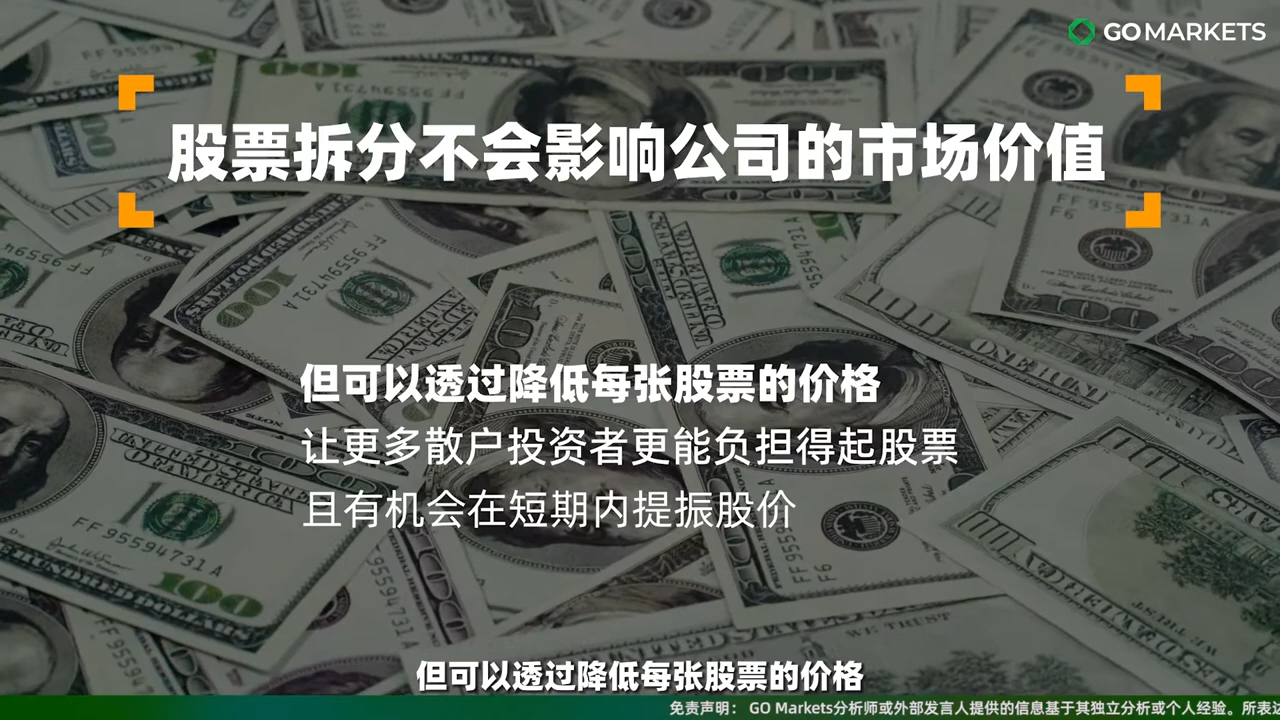 GO MARKETS
股票拆分不会影响公司的市场价值
但可以透过降低每张股票的价格
让更多散户投资者更能负担得起股票
且有机会在短期内提振股价
FF95594731A
100
WE TRUST
但可以透过降低每张股票的价格
免责声明： GO Markets分析师或外部发言人提供的信息基于其独立分析或个人经验。所表达